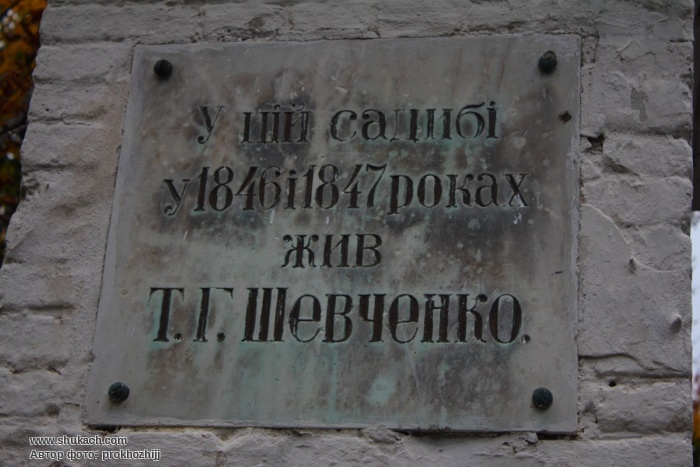 У цій садибі
у 1846 і 1847 роках
жив
Т. Г. Шевченко.
www.shukach.com
Автор фото: prokhozhijj